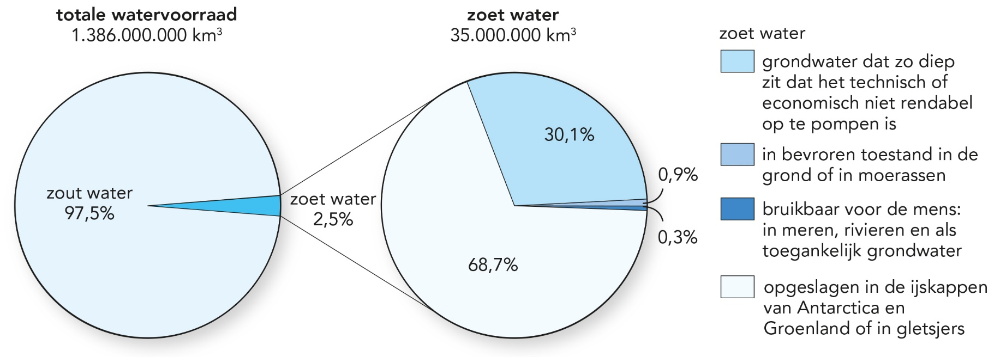 totale watervoorraad
1.386.000.000 km³
zout water
97,5%
zoet water
2,5%
zoet water
35.000.000 km³
30,1%
0,9%
0,3%
68,7%
zoet water
grondwater dat zo diep
zit dat het technisch of
economisch niet rendabel
op te pompen is
in bevroren toestand in de
grond of in moerassen
bruikbaar voor de mens:
in meren, rivieren en als
toegankelijk grondwater
opgeslagen in de ijskappen
van Antarctica en
Groenland of in gletsjers